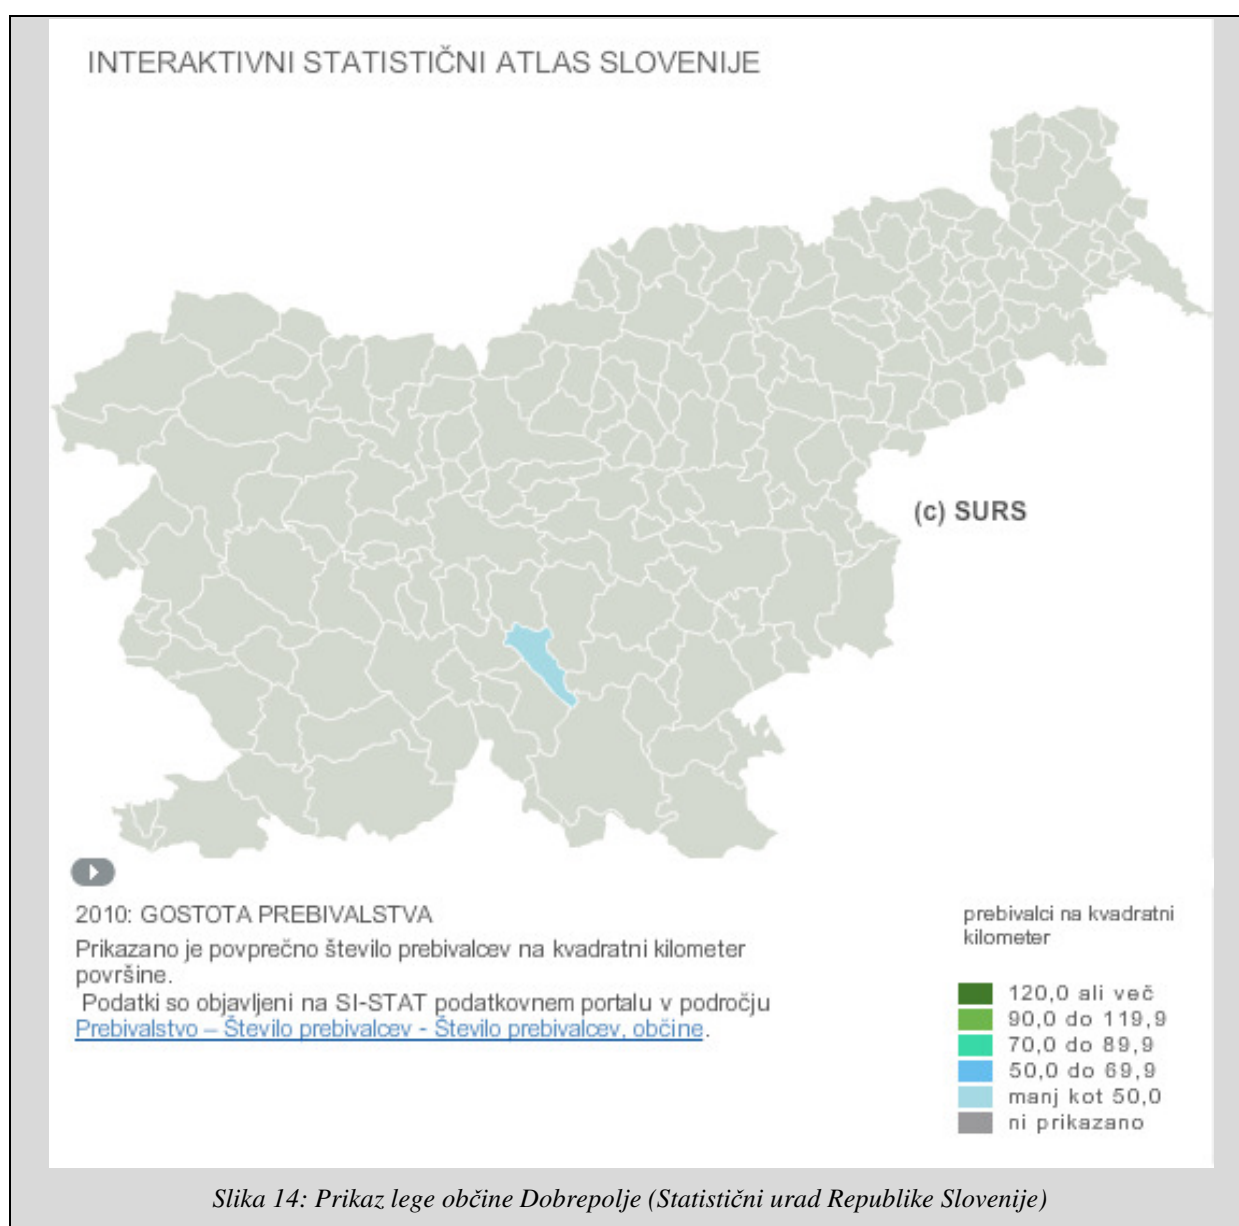 INTERAKTIVNI STATISTIČNI ATLAS SLOVENIJE
(c) SURS
2010: GOSTOTA PREBIVALSTVA
Prikazano je povprečno število prebivalcev na kvadratni kilometer
površine.
Podatki so objavljeni na SI-STAT podatkovnem portalu v področju
Prebivalstvo – Število prebivalcev - Število prebivalcev, občine.
prebivalci na kvadratni
kilometer
120,0 ali več
90,0 do 119,9
70,0 do 89,9
50,0 do 69,9
manj kot 50,0
ni prikazano
Slika 14: Prikaz lege občine Dobrepolje (Statistični urad Republike Slovenije)